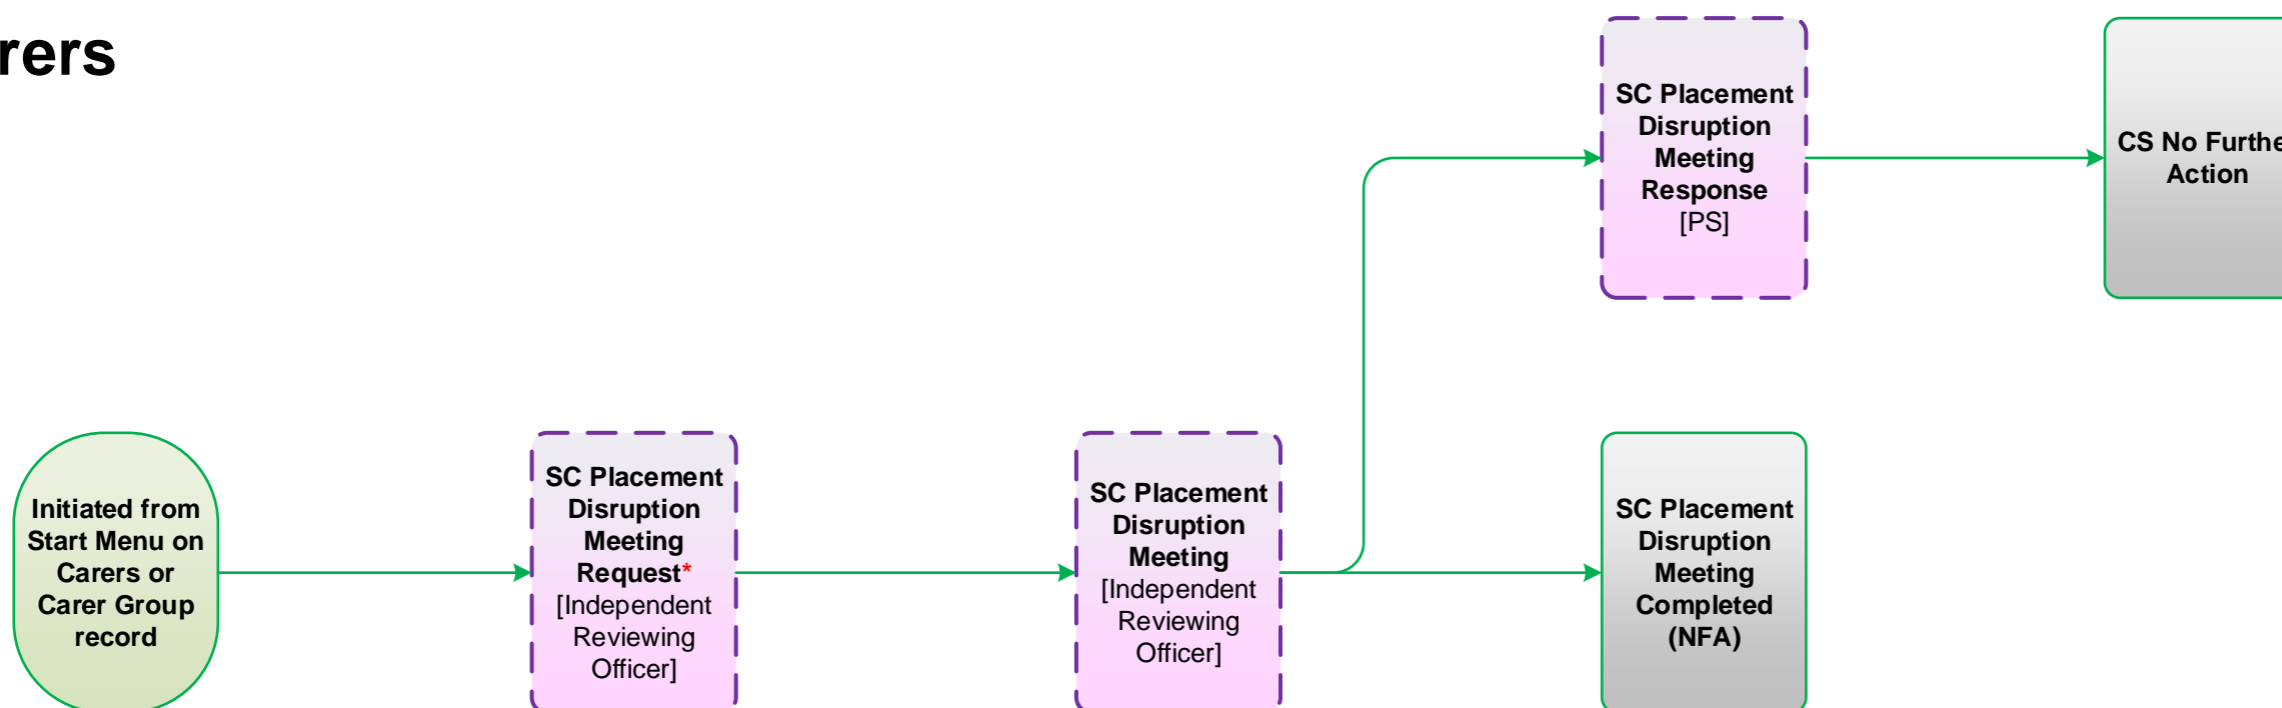 rers
SC Placement
Disruption
Meeting
Response
[PS]
CS No Furthe
Action
Initiated from
Start Menu on
Carers or
Carer Group
record
SC Placement
Disruption
Meeting
Request*
[Independent
Reviewing
Officer]
SC Placement
Disruption
Meeting
[Independent
Reviewing
Officer]
SC Placement
Disruption
Meeting
Completed
(NFA)